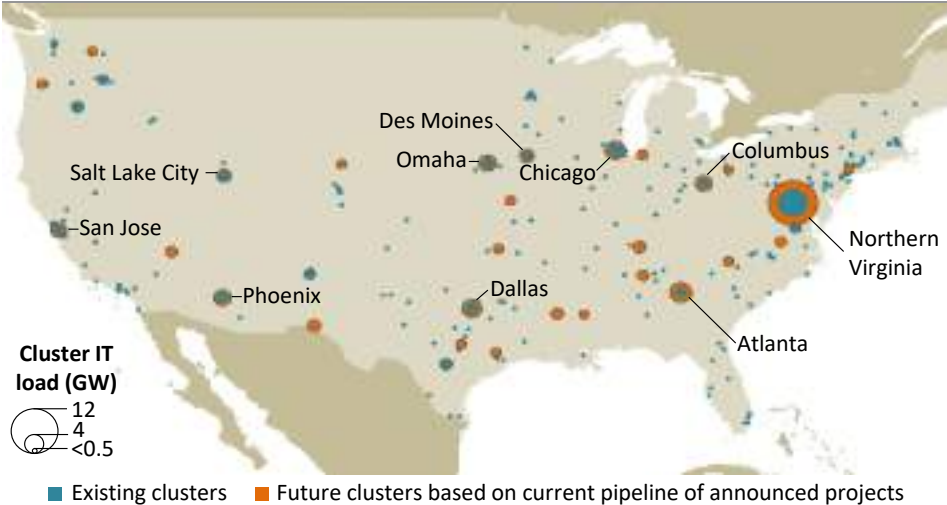 Des Moines
Omaha
Chicago
Columbus
Salt Lake City
San Jose
Northern
Virginia
Phoenix
Dallas
Atlanta
Cluster IT
load (GW)
12
4
<0.5
Existing clusters
Future clusters based on current pipeline of announced projects